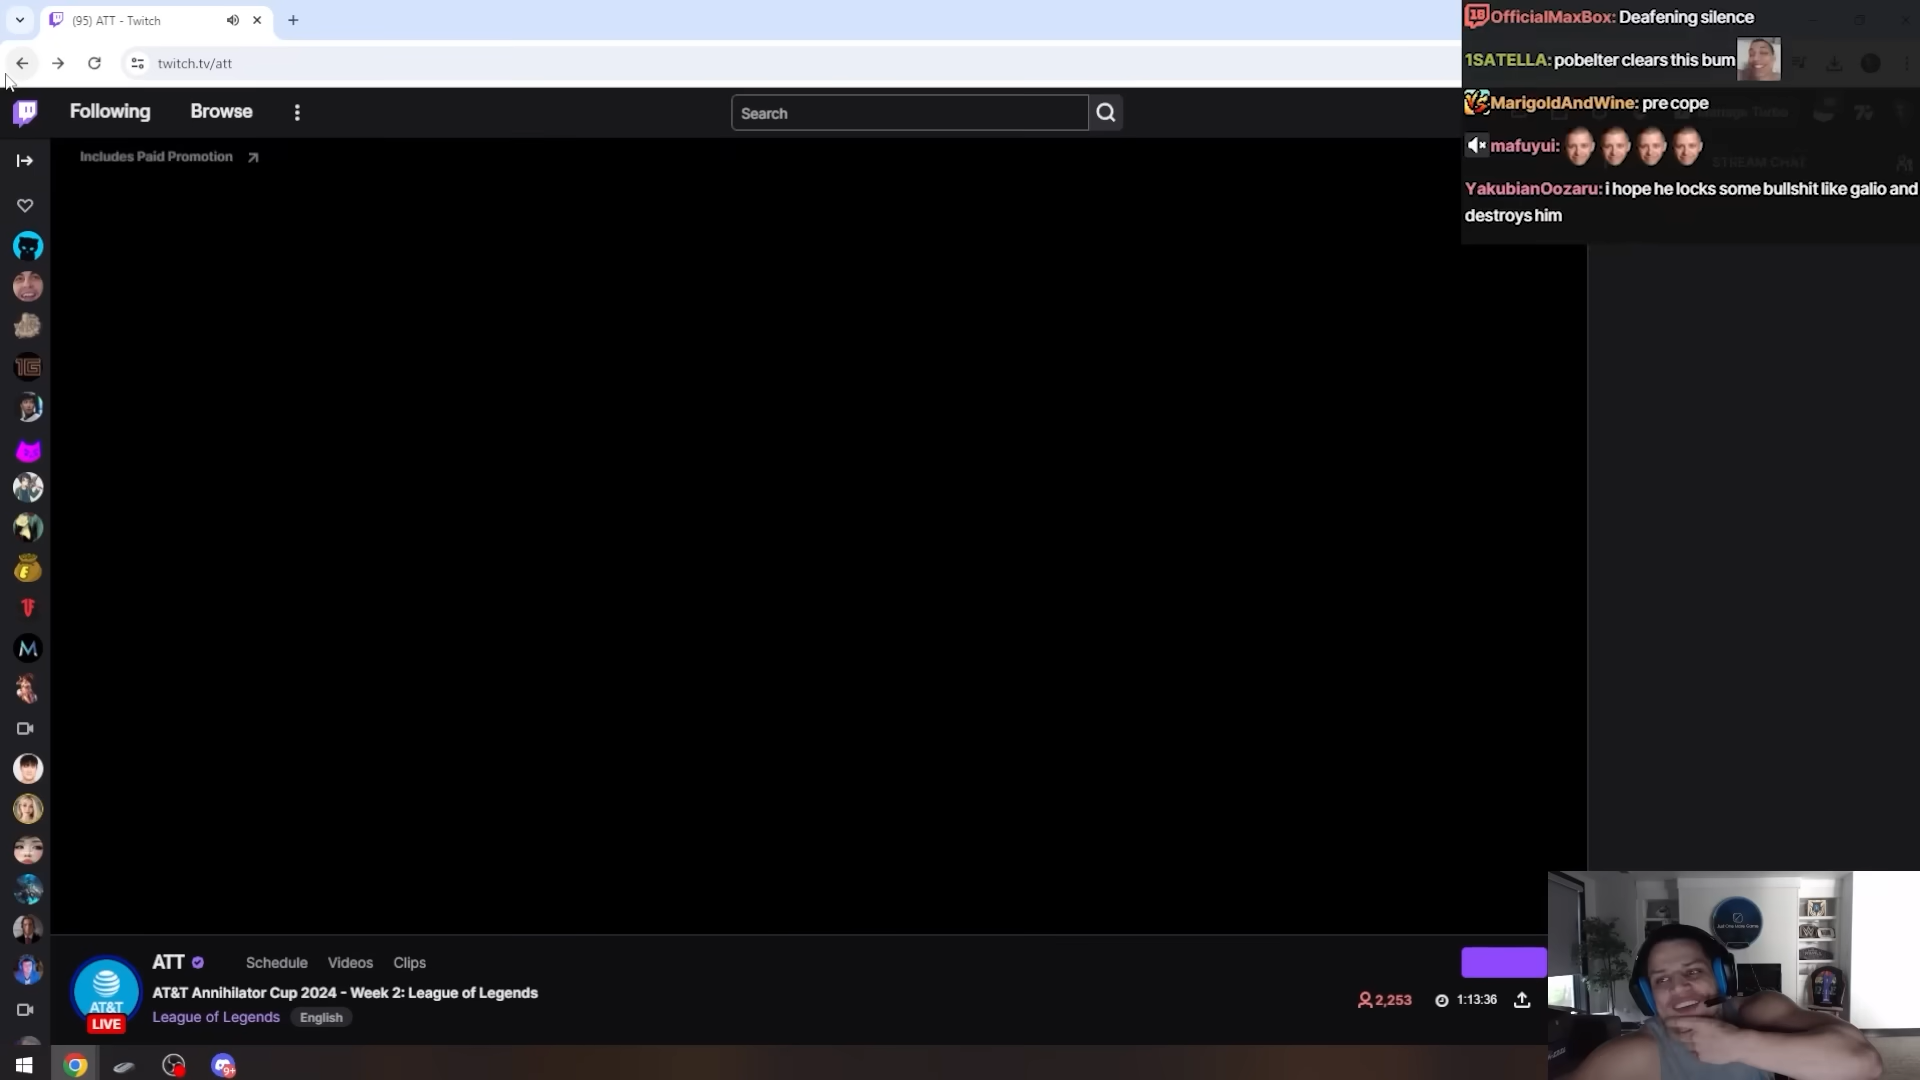 (95) ATT - Twitch
twitch.tv/att
Following
Browse
Search
Includes Paid Promotion
OfficialMaxBox: Deafening silence
1SATELLA: pobelter clears this bum
MarigoldAndWine: pre cope
mafuyui:
STREAM CHAT
YakubianOozaru: i hope he locks some bullshit like galio and
destroys him
ATT
Schedule
Videos
Clips
AT&T Annihilator Cup 2024 - Week 2: League of Legends
League of Legends
English
AT&T
LIVE
2,253
1:13:36
9+